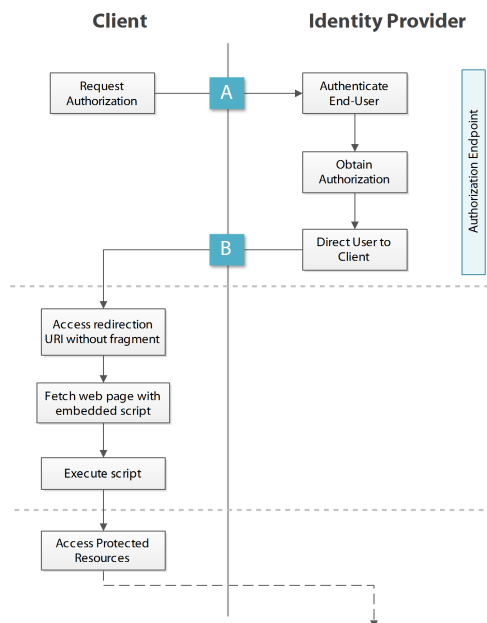 Client
Identity Provider
Request
Authorization
A
Authenticate
End-User
Authorization Endpoint
Obtain
Authorization
B
Direct User to
Client
Access redirection
URI without fragment
Fetch web page with
embedded script
Execute script
Access Protected
Resources